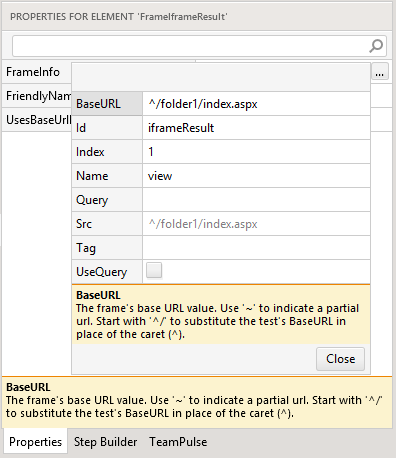 PROPERTIES FOR ELEMENT 'FrameIframeResult'
FrameInfo
...
FriendlyNam
UsesBaseUrl
BaseURL ^/folder1/index.aspx
Id iframeResult
Index 1
Name view
Query
Src ^/folder1/index.aspx
Tag
UseQuery
BaseURL
The frame's base URL value. Use '~' to indicate a partial
url. Start with '^/' to substitute the test's BaseURL in
place of the caret (^).
Close
BaseURL
The frame's base URL value. Use '~' to indicate a partial url. Start with '^/'
to substitute the test's BaseURL in place of the caret (^).
Properties Step Builder TeamPulse